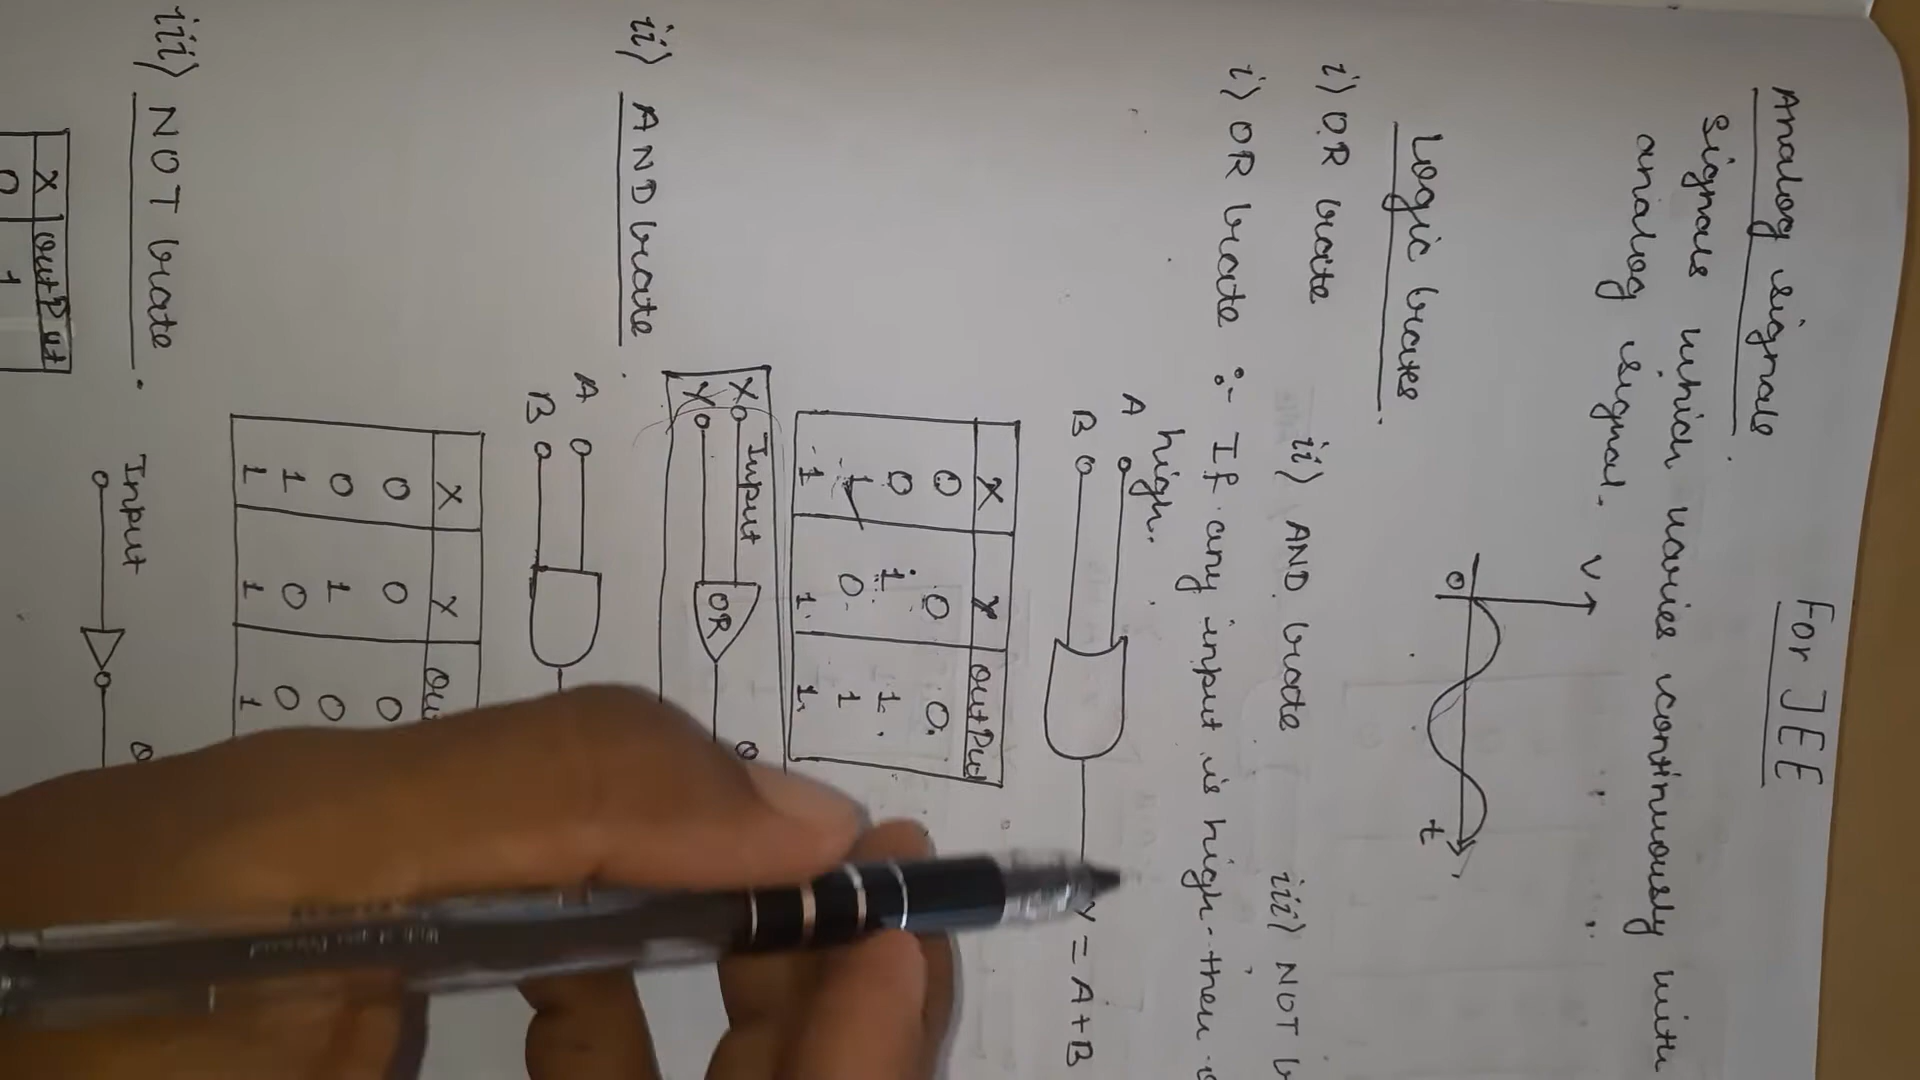 For JEE
Analog signals
Signals which varies continuously with
analog signal.
V
O
t
Logic Gates
i) OR Gate ii) AND Gate iii) NOT G
i) OR Gate :- If any input is high then
high.
A
B
Y = A+B
X Y OutPut
0 0 0
0 1 1
1 0 1
1 1 1
Input
X
Y
OR
ii) AND Gate
A
B
X Y Out
0 0 0
0 1 0
1 0 0
1 1 1
iii) NOT Gate
Input
X OutPut
0 1